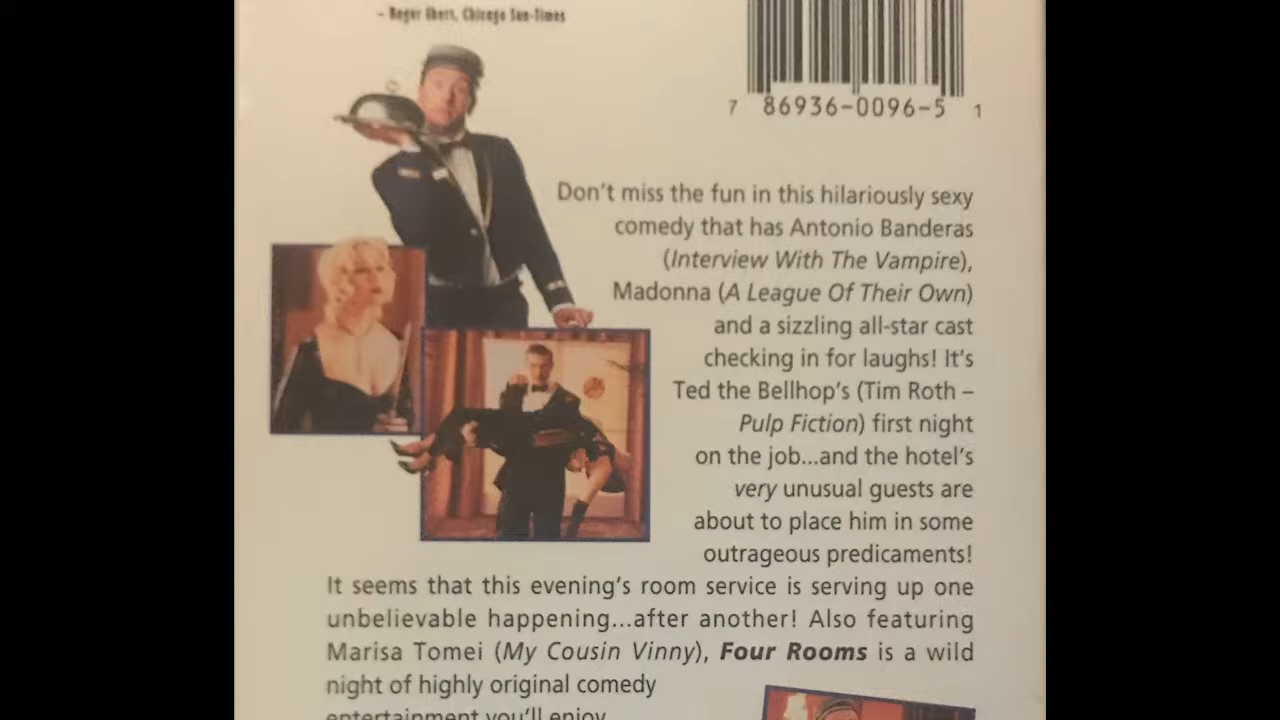 – Roger Ebert, Chicago Sun-Times
7 86936-0096-5 1
Don't miss the fun in this hilariously sexy
comedy that has Antonio Banderas
(Interview With The Vampire),
Madonna (A League Of Their Own)
and a sizzling all-star cast
checking in for laughs! It's
Ted the Bellhop's (Tim Roth –
Pulp Fiction) first night
on the job...and the hotel's
very unusual guests are
about to place him in some
outrageous predicaments!
It seems that this evening's room service is serving up one
unbelievable happening...after another! Also featuring
Marisa Tomei (My Cousin Vinny), Four Rooms is a wild
night of highly original comedy
entertainment you'll enjoy